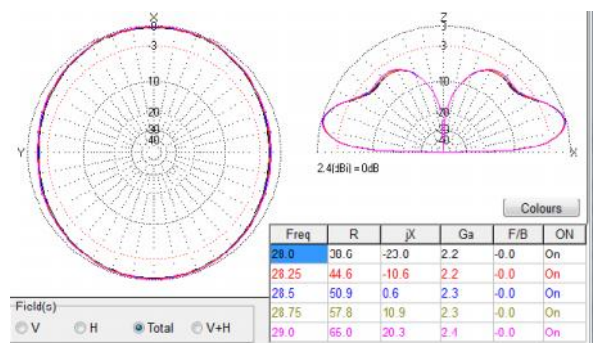 X
0
-3
-10
-20
-30
-40
Y
Z
0
-3
-10
-20
-30
-40
X
2.4(dBi) = 0dB
Colours
Freq R jX Ga F/B ON
28.0 38.6 -23.0 2.2 -0.0 On
28.25 44.6 -10.6 2.2 -0.0 On
28.5 50.9 0.6 2.3 -0.0 On
28.75 57.8 10.9 2.3 -0.0 On
29.0 65.0 20.3 2.4 -0.0 On
Field(s)
V H Total V+H